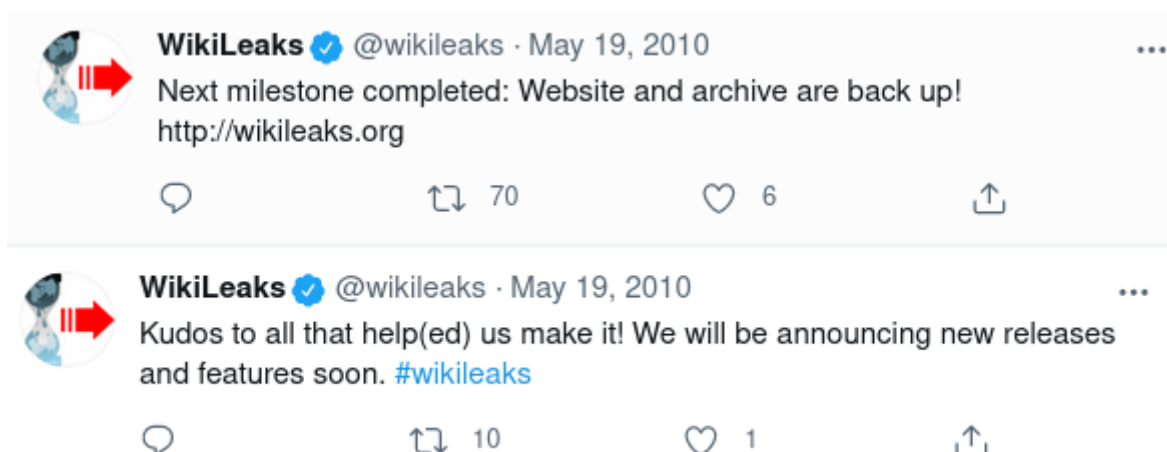 WikiLeaks @wikileaks · May 19, 2010
Next milestone completed: Website and archive are back up!
http://wikileaks.org
70 6
WikiLeaks @wikileaks · May 19, 2010
Kudos to all that help(ed) us make it! We will be announcing new releases
and features soon. #wikileaks
10 1